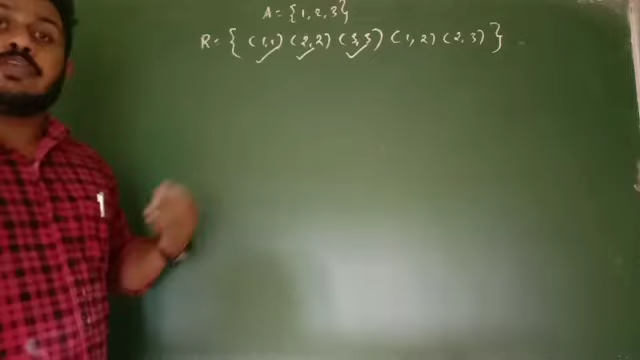 A = {1, 2, 3}
R = { (1,1) (2,2) (3,3) (1,2) (2,3) }